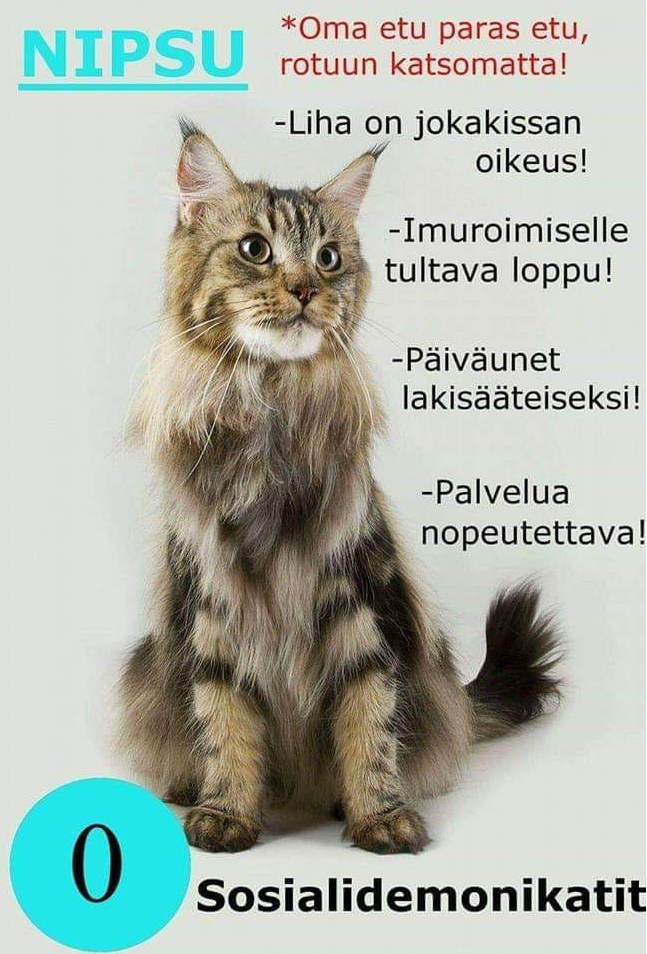 NIPSU
*Oma etu paras etu,
rotuun katsomatta!
-Liha on jokakissan
oikeus!
-Imuroimiselle
tultava loppu!
-Päiväunet
lakisääteiseksi!
-Palvelua
nopeutettava!
0
Sosialidemonikatit